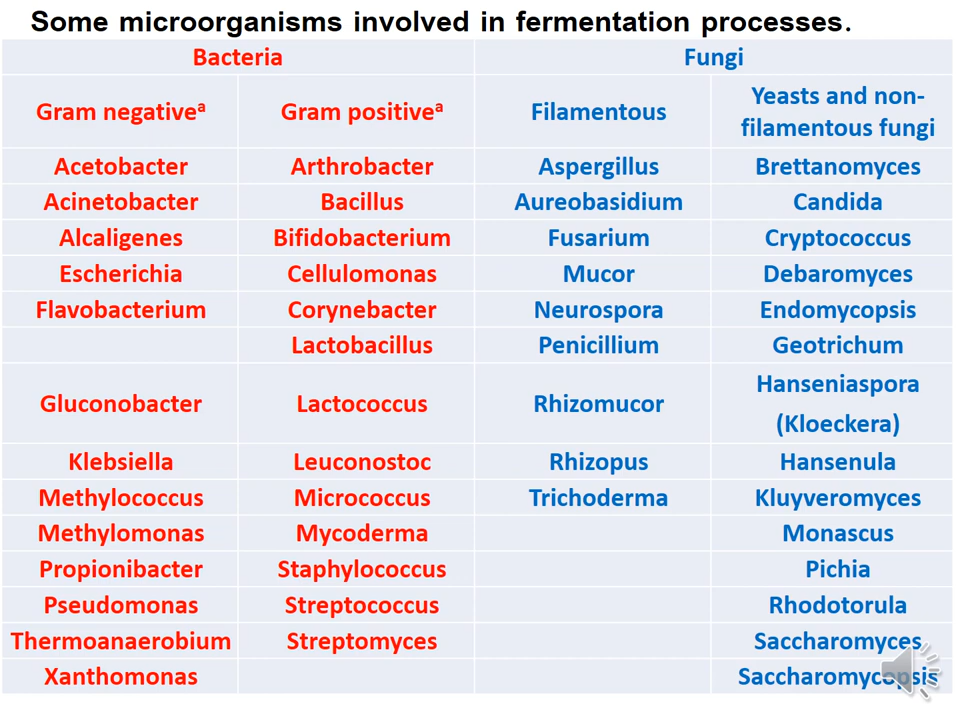 Some microorganisms involved in fermentation processes.
Bacteria Fungi
Gram negativeᵃ Gram positiveᵃ Filamentous Yeasts and non-
filamentous fungi
Acetobacter Arthrobacter Aspergillus Brettanomyces
Acinetobacter Bacillus Aureobasidium Candida
Alcaligenes Bifidobacterium Fusarium Cryptococcus
Escherichia Cellulomonas Mucor Debaromyces
Flavobacterium Corynebacter Neurospora Endomycopsis
Lactobacillus Penicillium Geotrichum
Gluconobacter Lactococcus Rhizomucor Hanseniaspora
(Kloeckera)
Klebsiella Leuconostoc Rhizopus Hansenula
Methylococcus Micrococcus Trichoderma Kluyveromyces
Methylomonas Mycoderma Monascus
Propionibacter Staphylococcus Pichia
Pseudomonas Streptococcus Rhodotorula
Thermoanaerobium Streptomyces Saccharomyces
Xanthomonas Saccharomycopsis